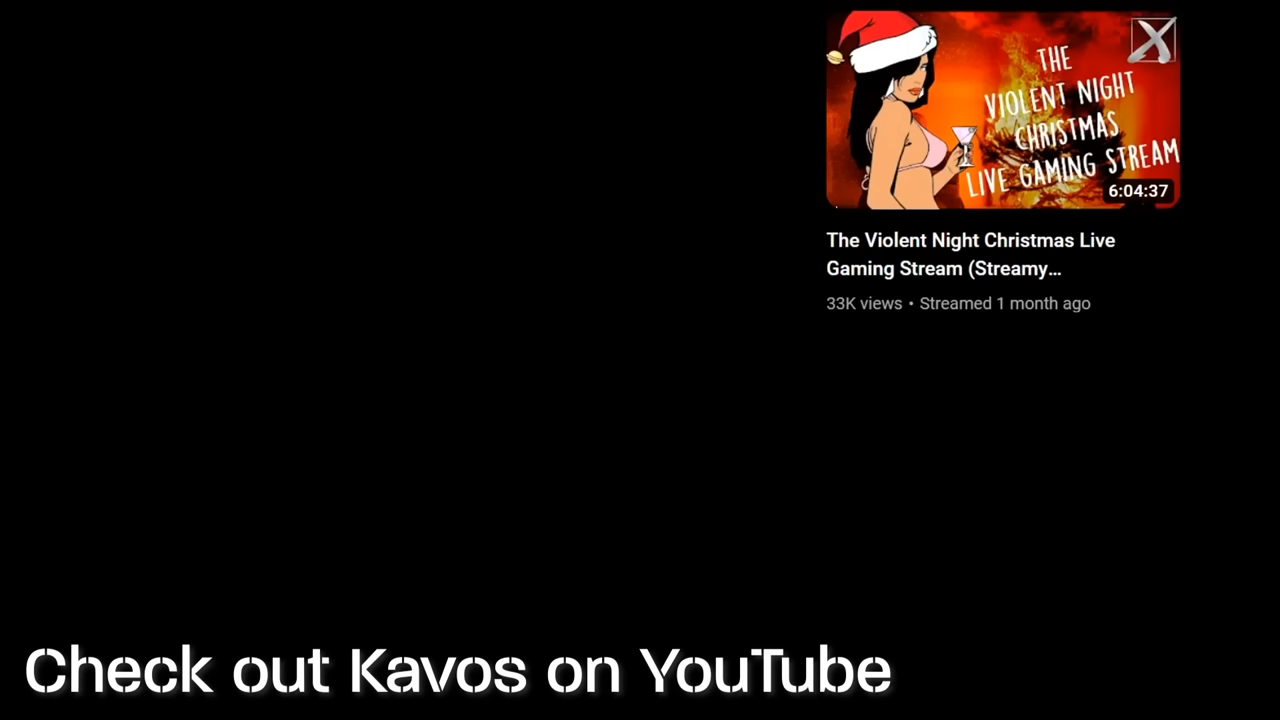 THE
VIOLENT NIGHT
CHRISTMAS
LIVE GAMING STREAM
6:04:37
The Violent Night Christmas Live
Gaming Stream (Streamy...
33K views • Streamed 1 month ago
Check out Kavos on YouTube